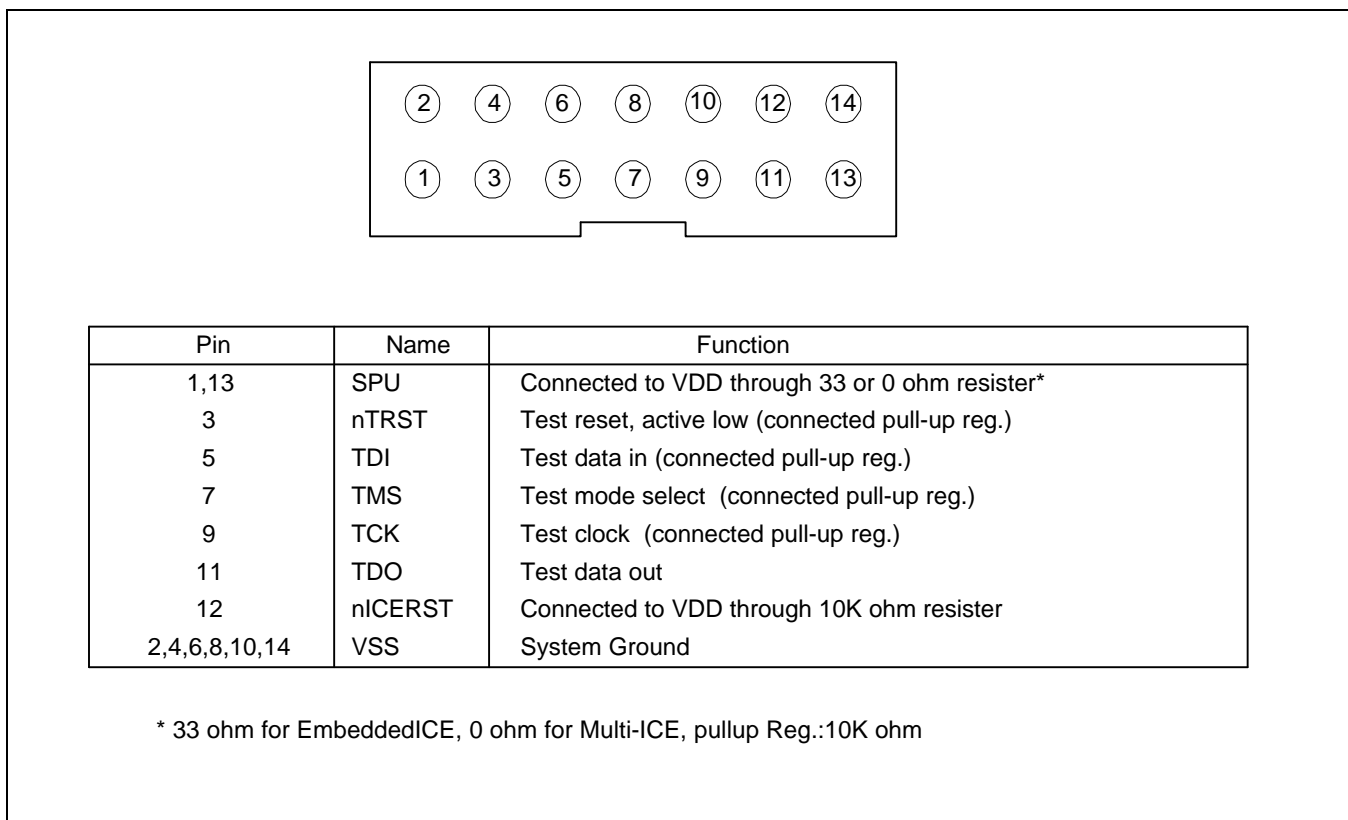 2 4 6 8 10 12 14
1 3 5 7 9 11 13
Pin Name Function
1,13 SPU Connected to VDD through 33 or 0 ohm resister*
3 nTRST Test reset, active low (connected pull-up reg.)
5 TDI Test data in (connected pull-up reg.)
7 TMS Test mode select (connected pull-up reg.)
9 TCK Test clock (connected pull-up reg.)
11 TDO Test data out
12 nICERST Connected to VDD through 10K ohm resister
2,4,6,8,10,14 VSS System Ground
* 33 ohm for EmbeddedICE, 0 ohm for Multi-ICE, pullup Reg.:10K ohm